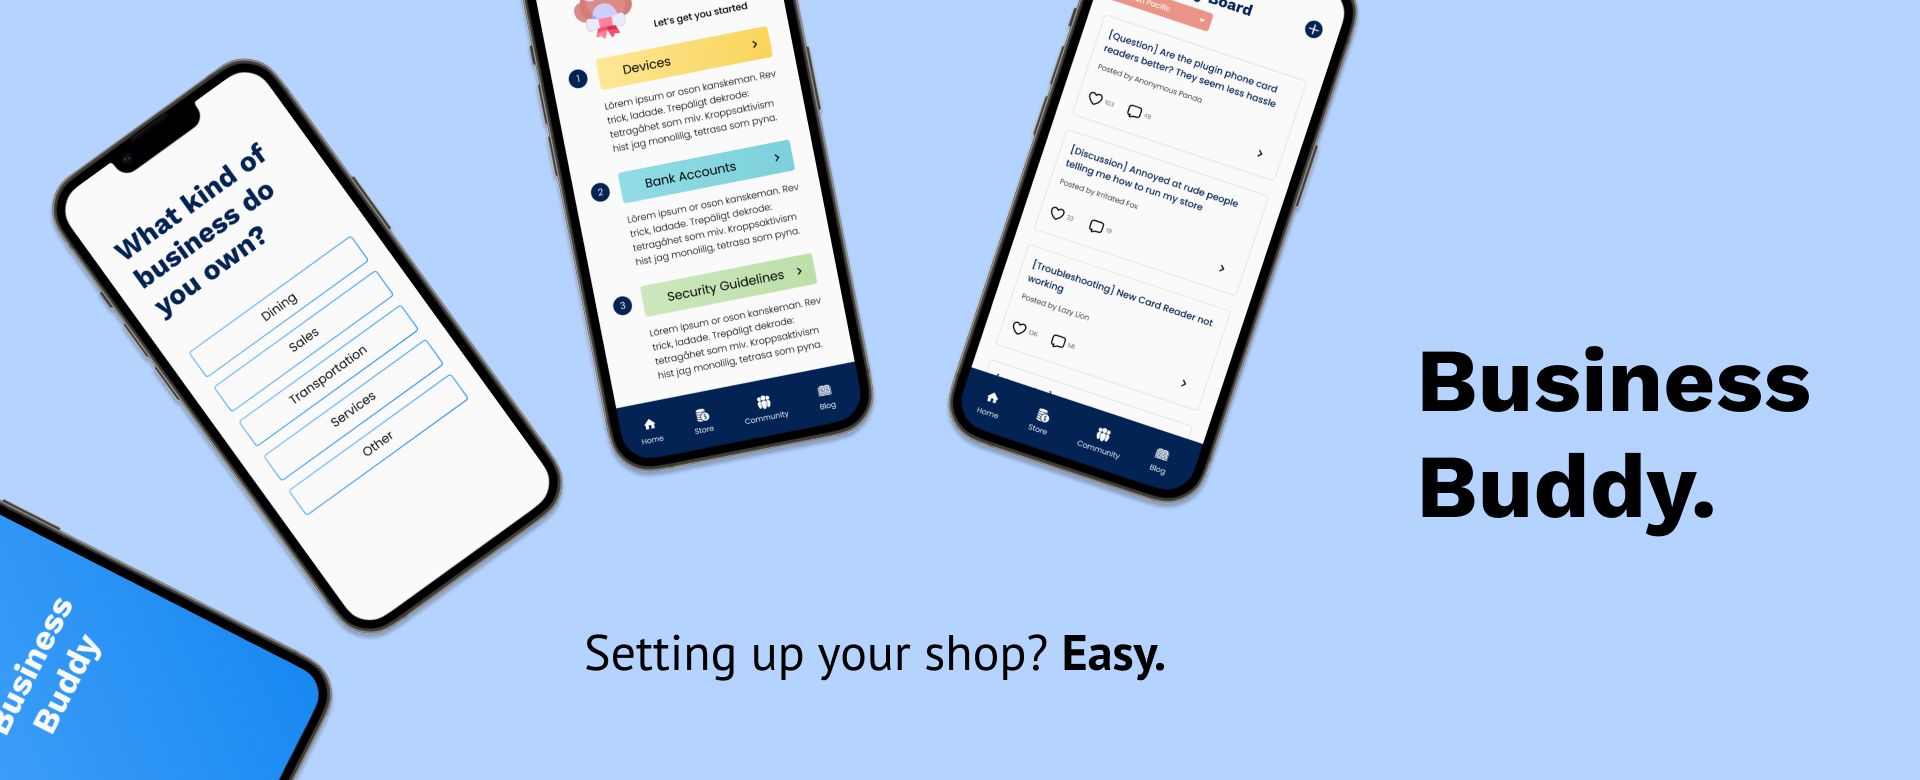 What kind of
business do
you own?
Dining
Sales
Transportation
Services
Other
Business
Buddy
Let's get you started
1
Devices
Lörem ipsum or oson kanskeman. Rev
trick, ladade. Trepäligt dekrode:
tetragåhet som miv. Kroppsaktivism
hist jag monolilig, tetrasa som pyna.
2
Bank Accounts
Lörem ipsum or oson kanskeman. Rev
trick, ladade. Trepäligt dekrode:
tetragåhet som miv. Kroppsaktivism
hist jag monolilig, tetrasa som pyna.
3
Security Guidelines
Lörem ipsum or oson kanskeman. Rev
trick, ladade. Trepäligt dekrode:
tetragåhet som miv. Kroppsaktivism
hist jag monolilig, tetrasa som pyna.
Home
Store
Community
Blog
Board
Pacific
[Question] Are the plugin phone card
readers better? They seem less hassle
Posted by Anonymous Panda
103
48
[Discussion] Annoyed at rude people
telling me how to run my store
Posted by Irritated Fox
33
19
[Troubleshooting] New Card Reader not
working
Posted by Lazy Lion
136
58
Home
Store
Community
Blog
Business
Buddy.
Setting up your shop? Easy.